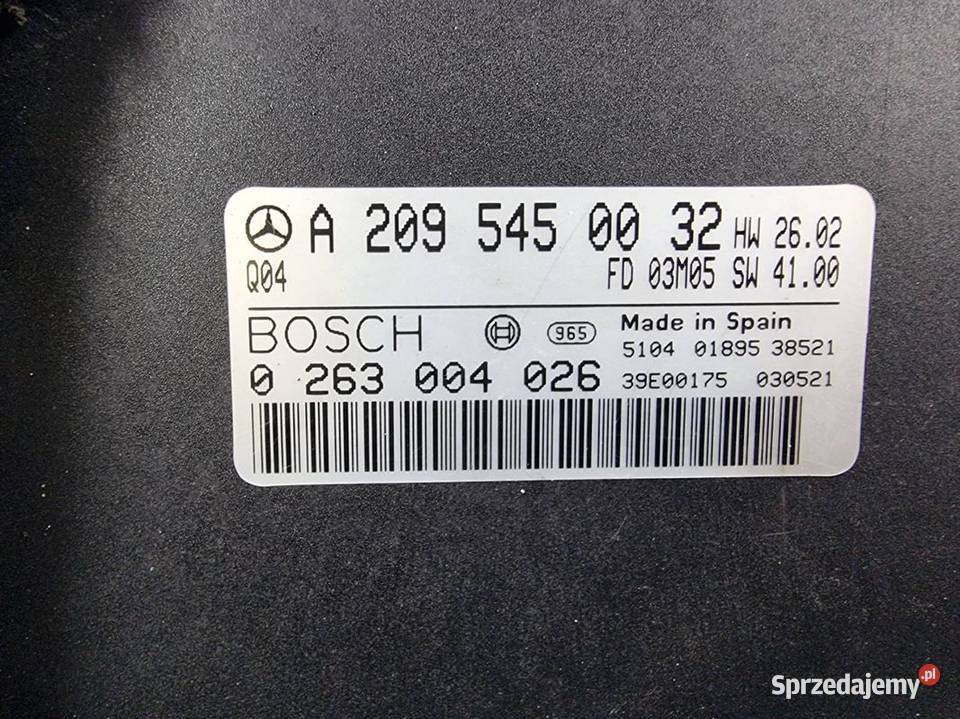 A 209 545 00 32 HW 26.02
Q04 FD 03M05 SW 41.00
BOSCH 965 Made in Spain
5104 01895 38521
0 263 004 026 39E00175 030521
Sprzedajemy.pl